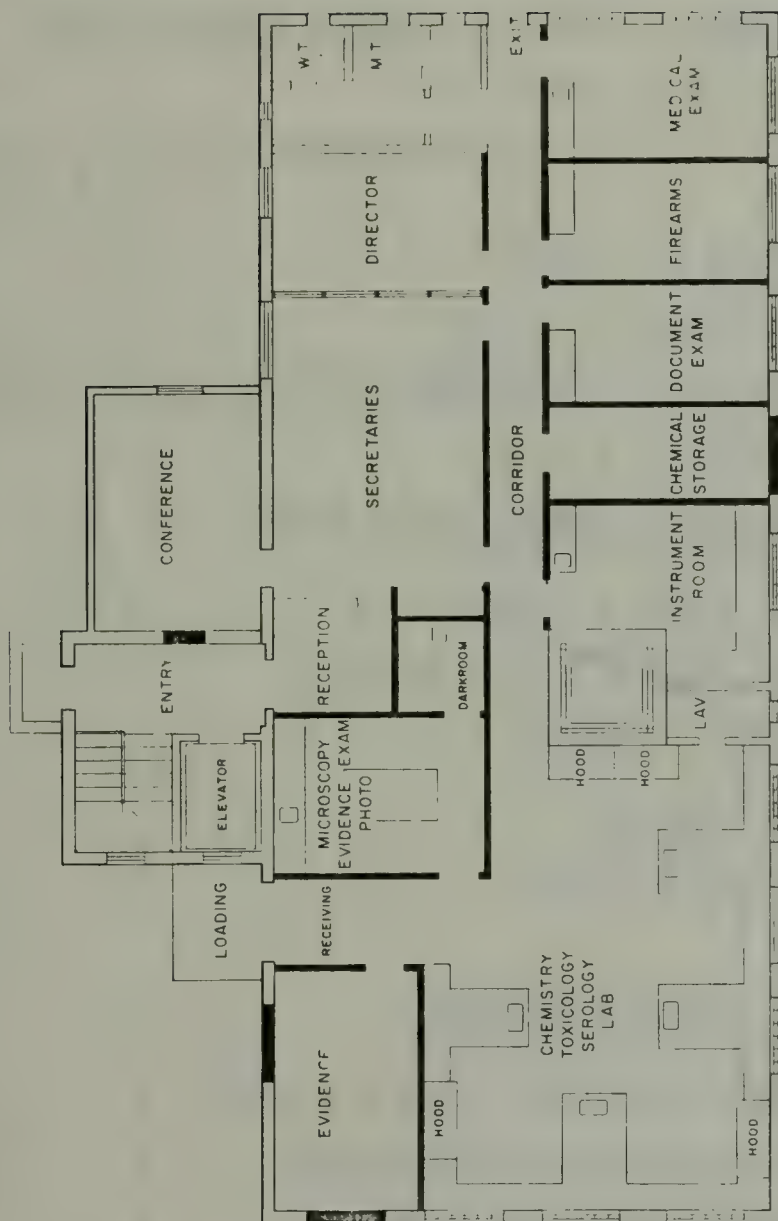 CONFERENCE
ENTRY
ELEVATOR
LOADING
WT
MT
DIRECTOR
SECRETARIES
RECEPTION
DARKROOM
MICROSCOPY
EVIDENCE EXAM
PHOTO
RECEIVING
EVIDENCE
EXIT
CORRIDOR
MEDICAL
EXAM
FIREARMS
DOCUMENT
EXAM
CHEMICAL
STORAGE
INSTRUMENT
ROOM
LAV
HOOD
HOOD
CHEMISTRY
TOXICOLOGY
SEROLOGY
LAB
HOOD
HOOD